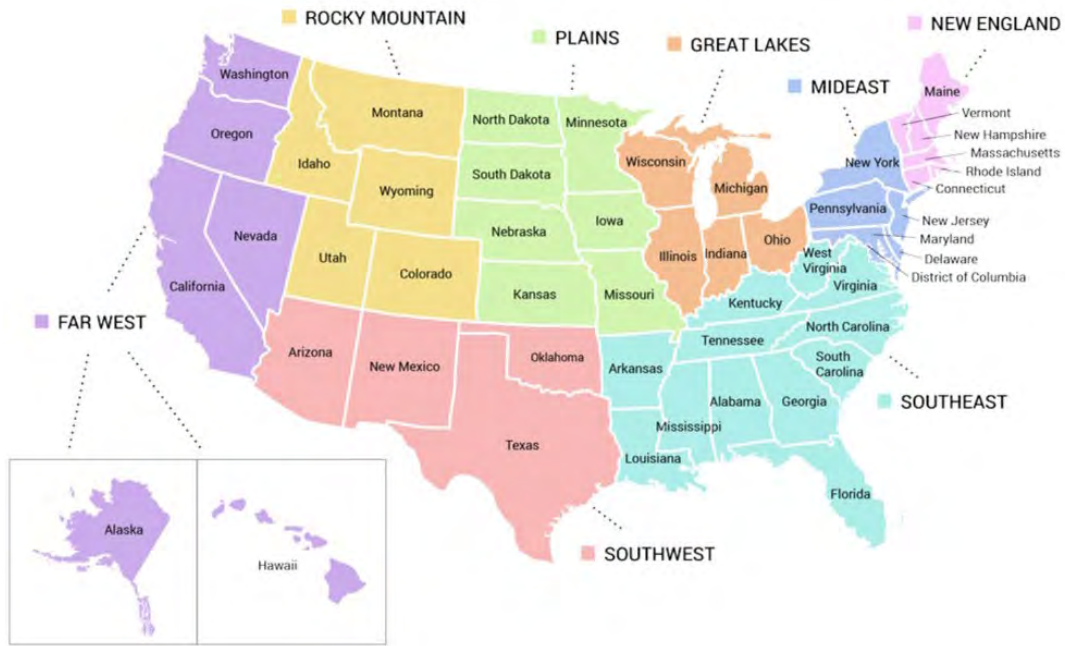 ROCKY MOUNTAIN
NEW ENGLAND
PLAINS
GREAT LAKES
MIDEAST
Washington
Maine
Montana
North Dakota
Minnesota
Vermont
Oregon
New Hampshire
Massachusetts
Idaho
Wisconsin
New York
Rhode Island
South Dakota
Wyoming
Michigan
Connecticut
Pennsylvania
Iowa
New Jersey
Nebraska
Nevada
Ohio
Maryland
Utah
Illinois
Indiana
West
Virginia
Delaware
Colorado
District of Columbia
California
Virginia
Kansas
Missouri
Kentucky
FAR WEST
North Carolina
Tennessee
Arizona
Oklahoma
New Mexico
Arkansas
South
Carolina
Alabama
Georgia
SOUTHEAST
Mississippi
Texas
Louisiana
Florida
Alaska
SOUTHWEST
Hawaii